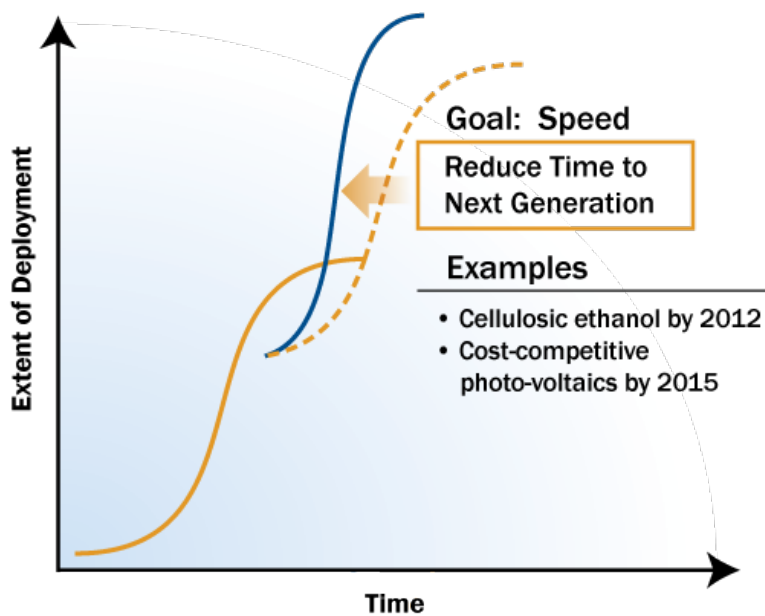 Goal: Speed
Reduce Time to
Next Generation
Examples
• Cellulosic ethanol by 2012
• Cost-competitive
photo-voltaics by 2015
Extent of Deployment
Time